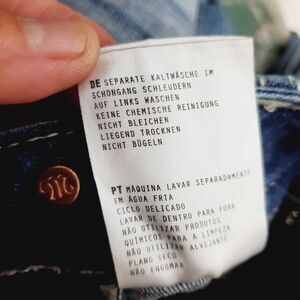 DE SEPARATE KALTWÄSCHE IM
SCHONGANG SCHLEUDERN
AUF LINKS WASCHEN
KEINE CHEMISCHE REINIGUNG
NICHT BLEICHEN
LIEGEND TROCKNEN
NICHT BÜGELN
PT MÁQUINA LAVAR SEPARADAMENTE
EM ÁGUA FRIA
CICLO DELICADO
LAVAR DE DENTRO PARA FORA
NÃO UTILIZAR PRODUTOS
QUÍMICOS PARA A LIMPEZA
NÃO UTILIZAR ALVEJANTE
PLANO SECO
NÃO ENGOMAR